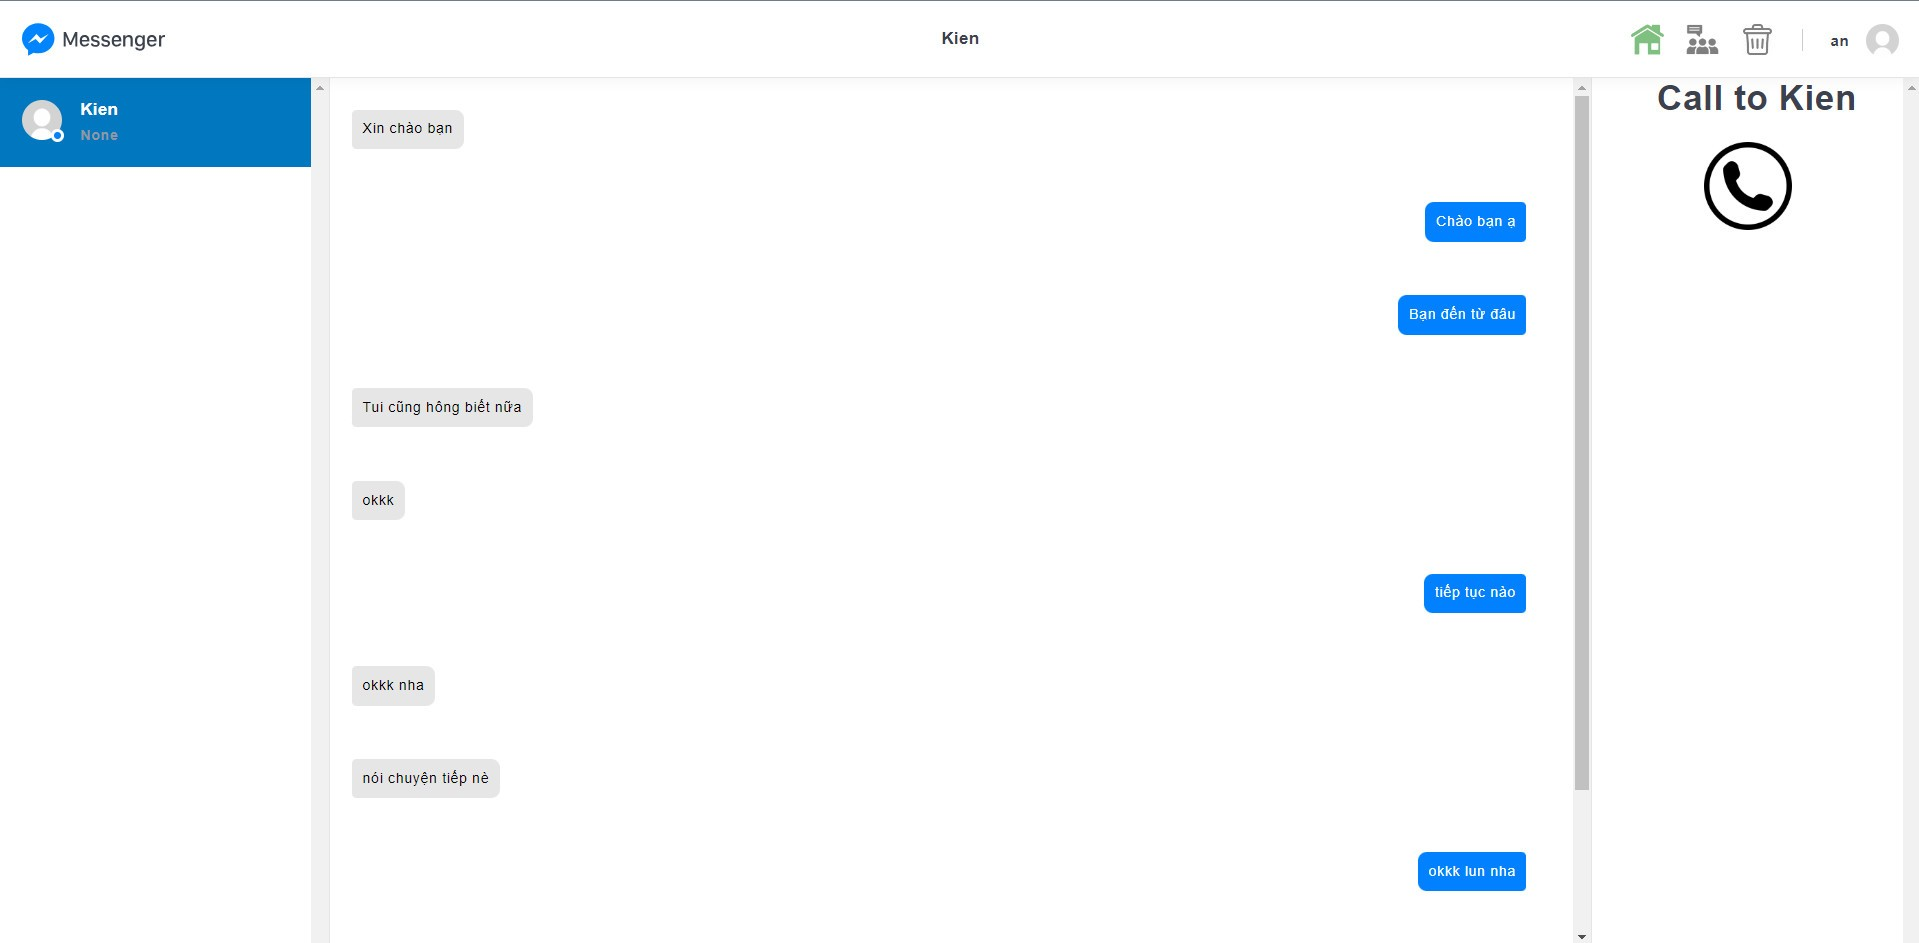 Messenger
Kien
an
Kien
None
Xin chào bạn
Chào bạn ạ
Bạn đến từ đâu
Tui cũng hông biết nữa
okkk
tiếp tục nào
okkk nha
nói chuyện tiếp nè
okkk lun nha
Call to Kien